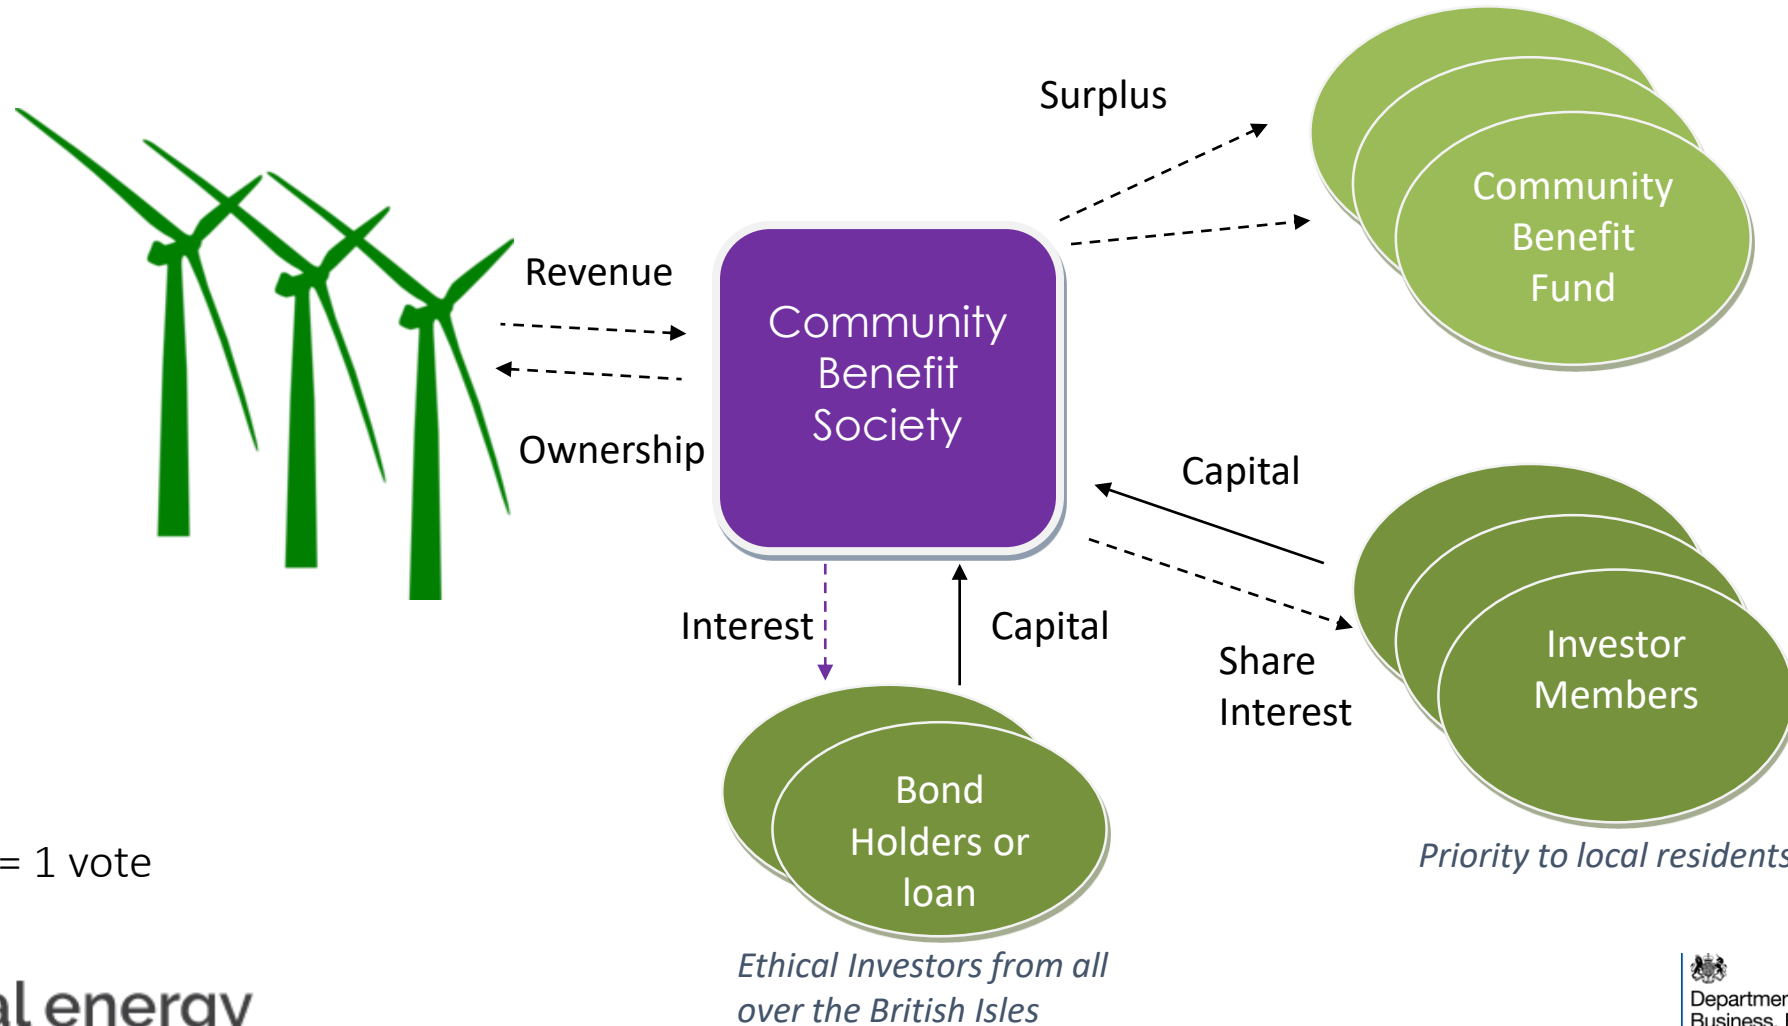 Surplus
Community
Benefit
Fund
Revenue
Community
Benefit
Society
Ownership
Capital
Interest
Capital
Share
Interest
Investor
Members
Bond
Holders or
loan
= 1 vote
Priority to local residents
Ethical Investors from all
over the British Isles
al energy
Departmen
Business,